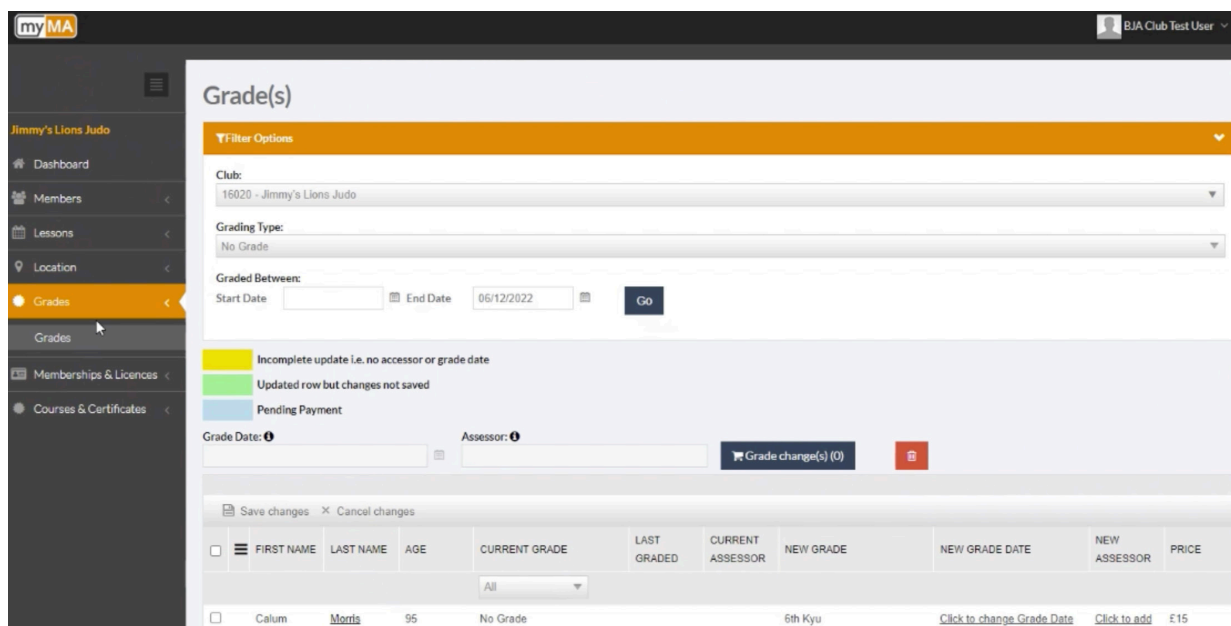 my MA
BJA Club Test User
Jimmy's Lions Judo
Dashboard
Members
Lessons
Location
Grades
Grades
Memberships & Licences
Courses & Certificates
Grade(s)
Filter Options
Club:
16020 - Jimmy's Lions Judo
Grading Type:
No Grade
Graded Between:
Start Date End Date 06/12/2022 Go
Incomplete update i.e. no accessor or grade date
Updated row but changes not saved
Pending Payment
Grade Date: Assessor:
Grade change(s) (0)
Save changes × Cancel changes
FIRST NAME LAST NAME AGE CURRENT GRADE LAST GRADED CURRENT ASSESSOR NEW GRADE NEW GRADE DATE NEW ASSESSOR PRICE
All
Calum Morris 95 No Grade 6th Kyu Click to change Grade Date Click to add £15